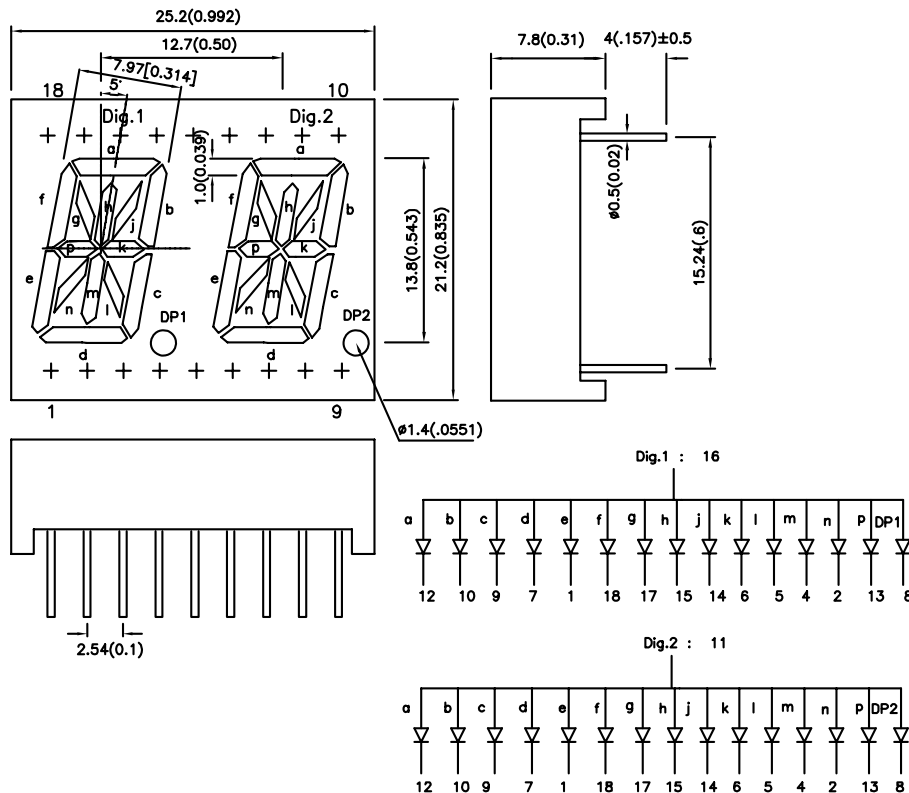 25.2(0.992)
12.7(0.50)
7.97[0.314]
5°
18 10
Dig.1 Dig.2
a a
f b f b
g h j g h j
p k p k
e e
n m l c n m l c
DP1 DP2
d d
1 9
1.0(0.039)
13.8(0.543)
21.2(0.835)
ø1.4(.0551)
7.8(0.31)
4(.157)±0.5
ø0.5(0.02)
15.24(.6)
2.54(0.1)
Dig.1 : 16
a b c d e f g h j k l m n p DP1
12 10 9 7 1 18 17 15 14 6 5 4 2 13 8
Dig.2 : 11
a b c d e f g h j k l m n p DP2
12 10 9 7 1 18 17 15 14 6 5 4 2 13 8